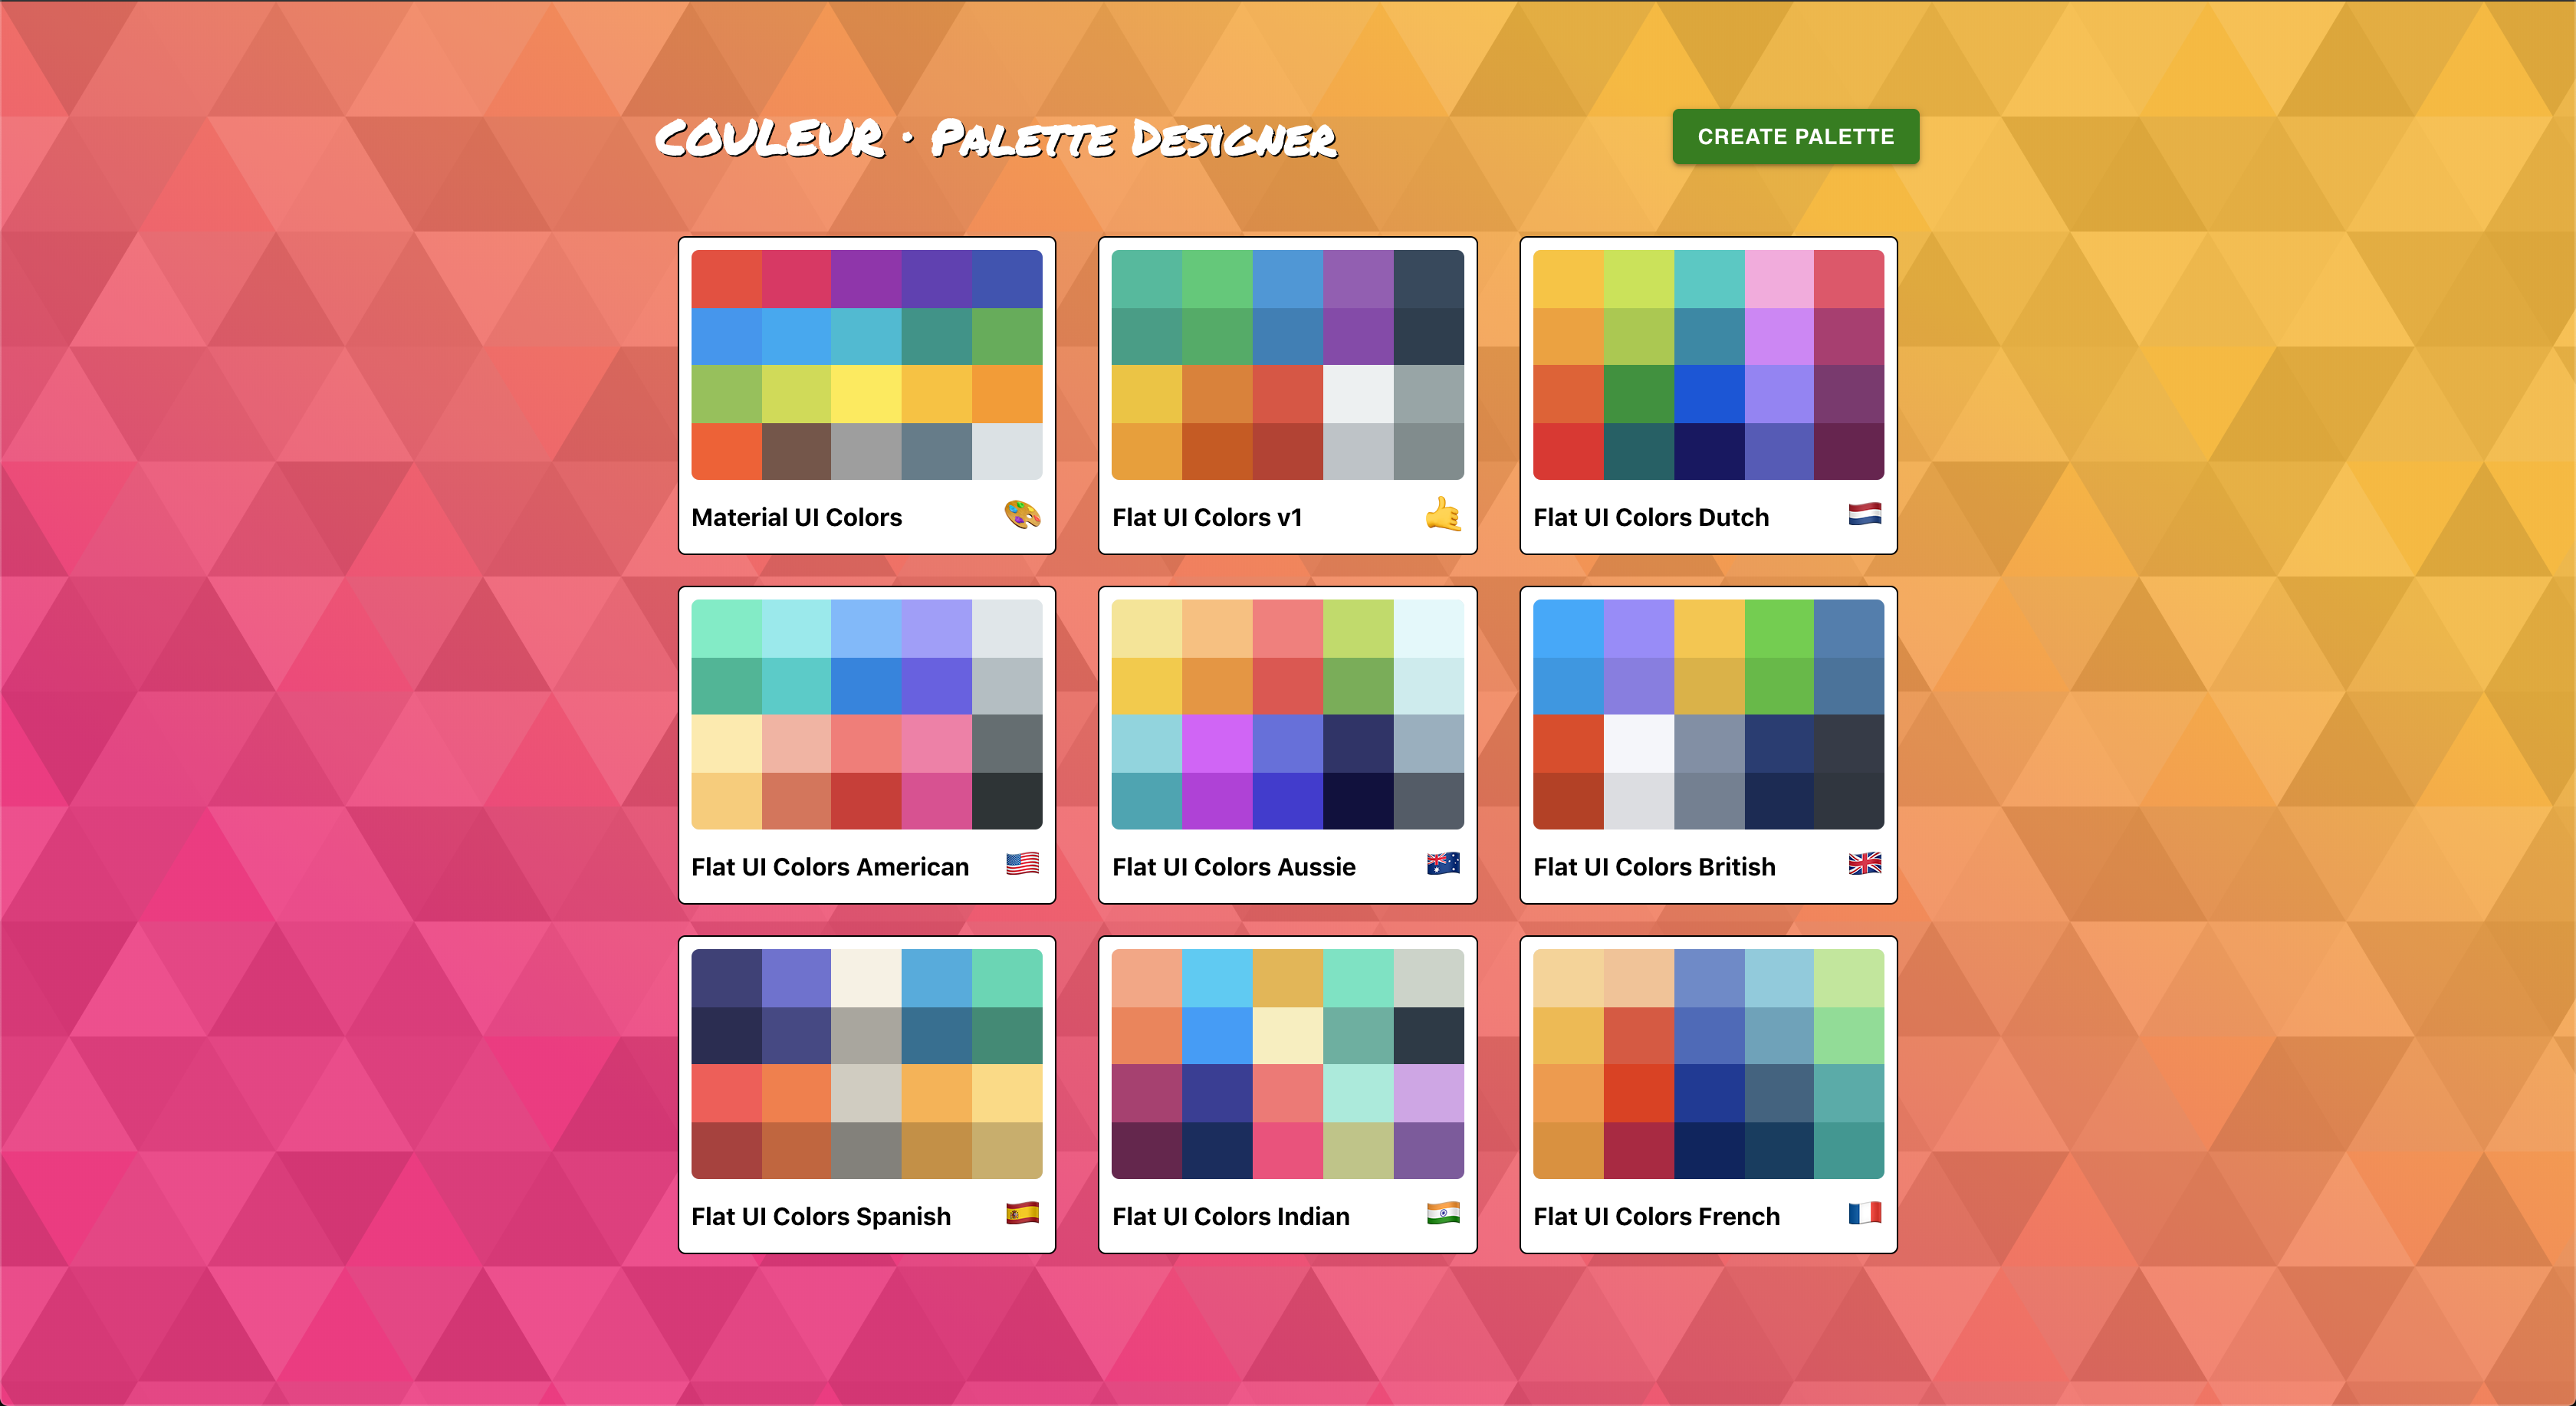 COULEUR · Palette Designer
CREATE PALETTE
Material UI Colors
Flat UI Colors v1
Flat UI Colors Dutch
Flat UI Colors American
Flat UI Colors Aussie
Flat UI Colors British
Flat UI Colors Spanish
Flat UI Colors Indian
Flat UI Colors French